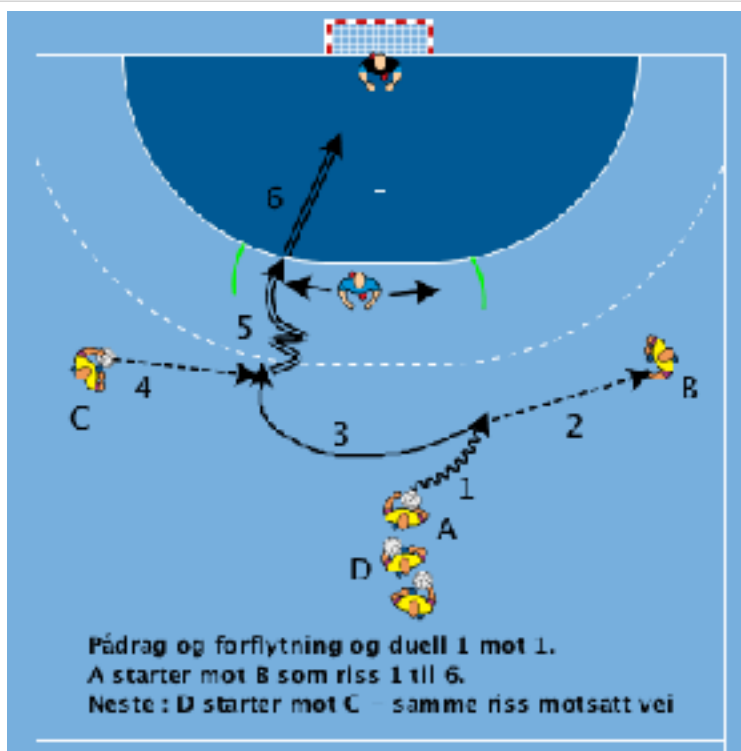 6
5
C
4
B
3
2
1
A
D
Pådrag og forflytning og duell 1 mot 1.
A starter mot B som riss 1 til 6.
Neste : D starter mot C – samme riss motsatt vei